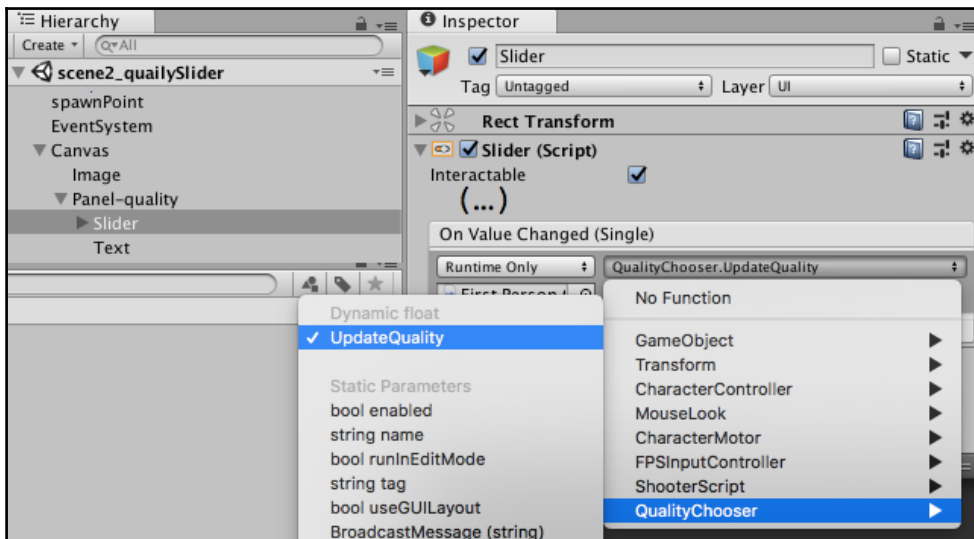 Hierarchy
Create
All
scene2_quailySlider
spawnPoint
EventSystem
Canvas
Image
Panel-quality
Slider
Text
Inspector
Slider
Static
Tag Untagged Layer UI
Rect Transform
Slider (Script)
Interactable
(...)
On Value Changed (Single)
Runtime Only QualityChooser.UpdateQuality
First Person
No Function
GameObject
Transform
CharacterController
MouseLook
CharacterMotor
FPSInputController
ShooterScript
QualityChooser
Dynamic float
UpdateQuality
Static Parameters
bool enabled
string name
bool runInEditMode
string tag
bool useGUILayout
BroadcastMessage (string)